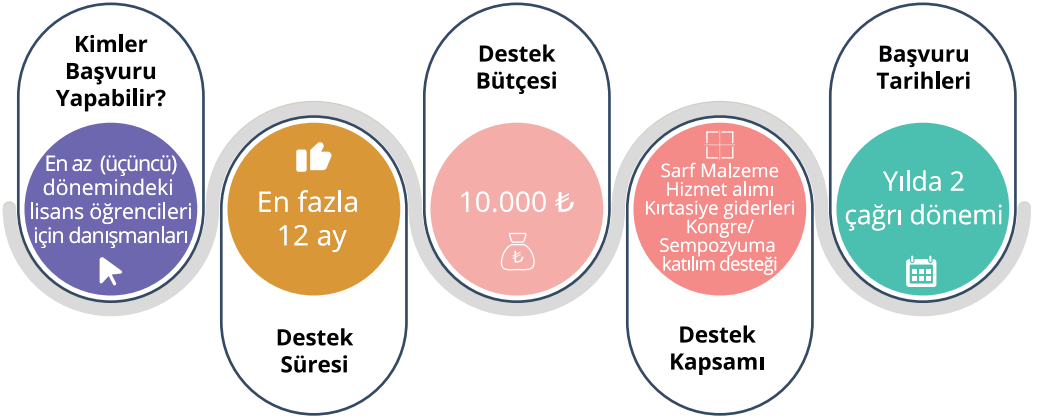 Kimler
Başvuru
Yapabilir?
En az  (üçüncü)
dönemindeki
lisans öğrencileri
için danışmanları
En fazla
12 ay
Destek
Süresi
Destek
Bütçesi
10.000 ₺
₺
Sarf Malzeme
Hizmet alımı
Kırtasiye giderleri
Kongre/
Sempozyuma
katılım desteği
Destek
Kapsamı
Başvuru
Tarihleri
Yılda 2
çağrı dönemi